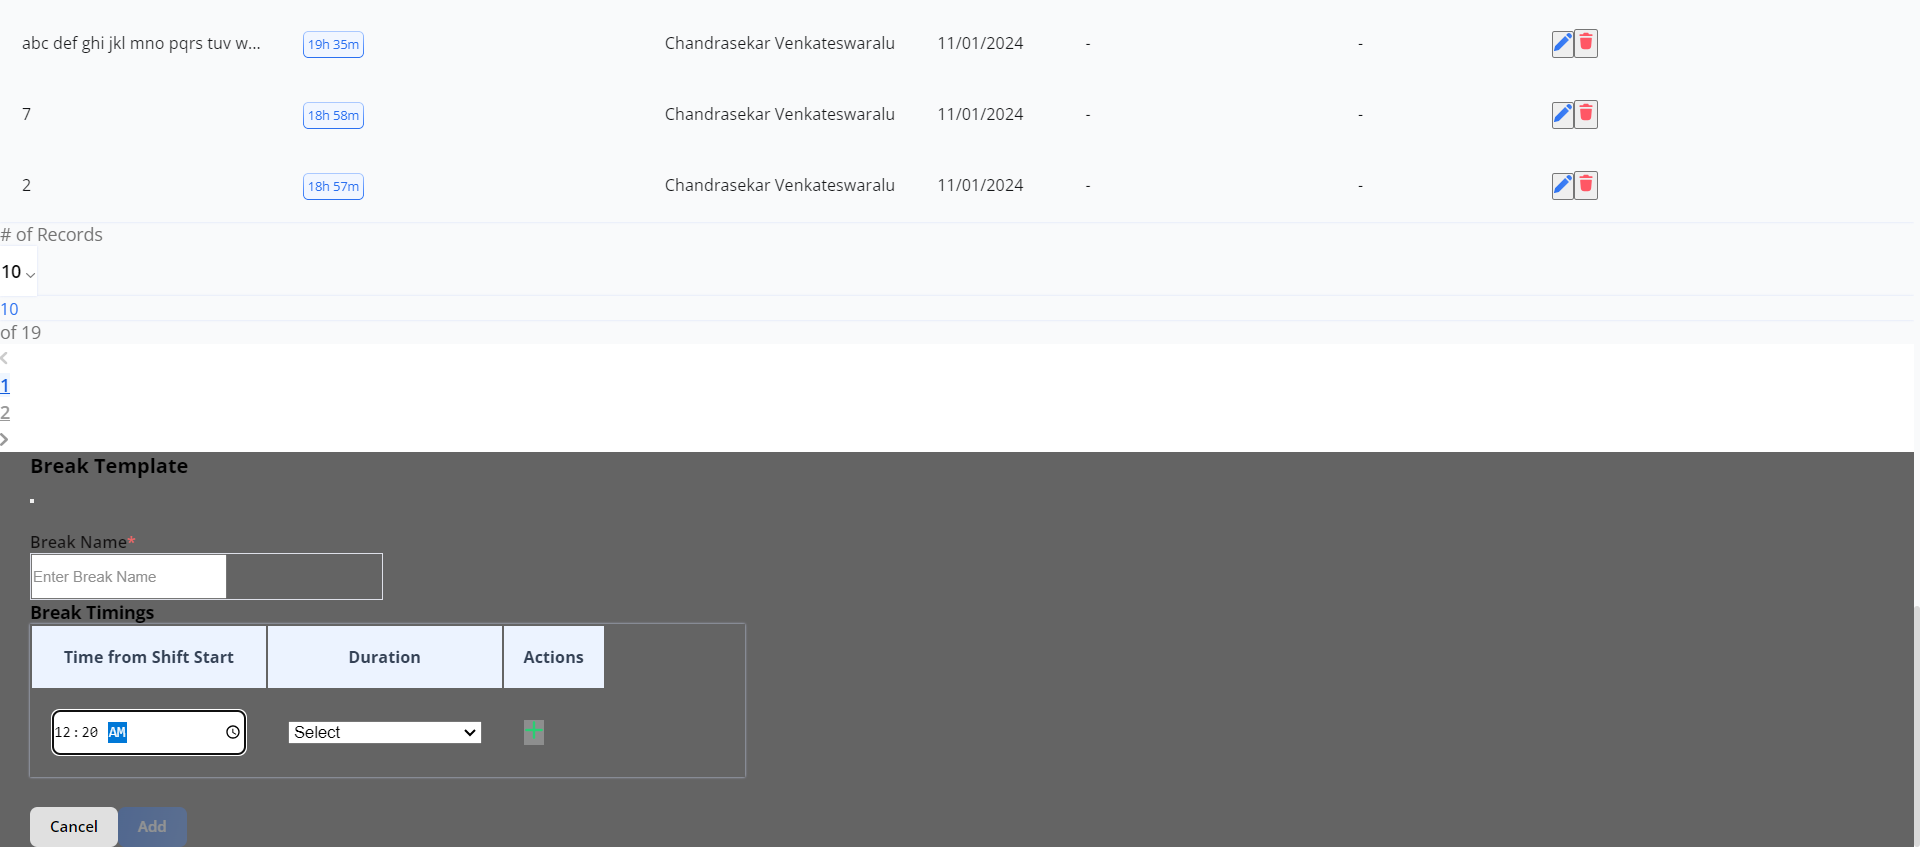 abc def ghi jkl mno pqrs tuv w... 19h 35m Chandrasekar Venkateswaralu 11/01/2024 - -
7 18h 58m Chandrasekar Venkateswaralu 11/01/2024 - -
2 18h 57m Chandrasekar Venkateswaralu 11/01/2024 - -
# of Records
10
10
of 19
1
2
Break Template
Break Name*
Enter Break Name
Break Timings
Time from Shift Start Duration Actions
12:20 AM Select
Cancel Add